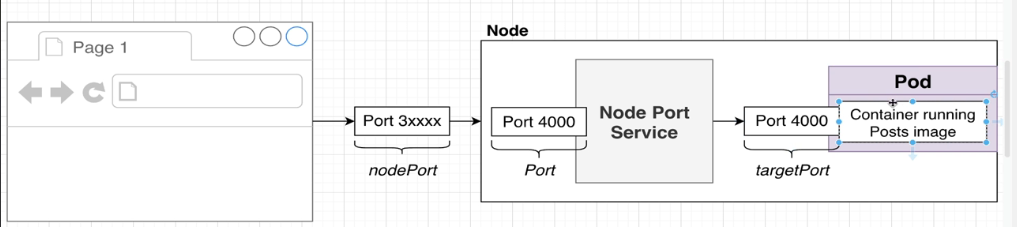 Page 1
Node
Port 3xxxx
nodePort
Port 4000
Port
Node Port
Service
Port 4000
targetPort
Pod
Container running
Posts image